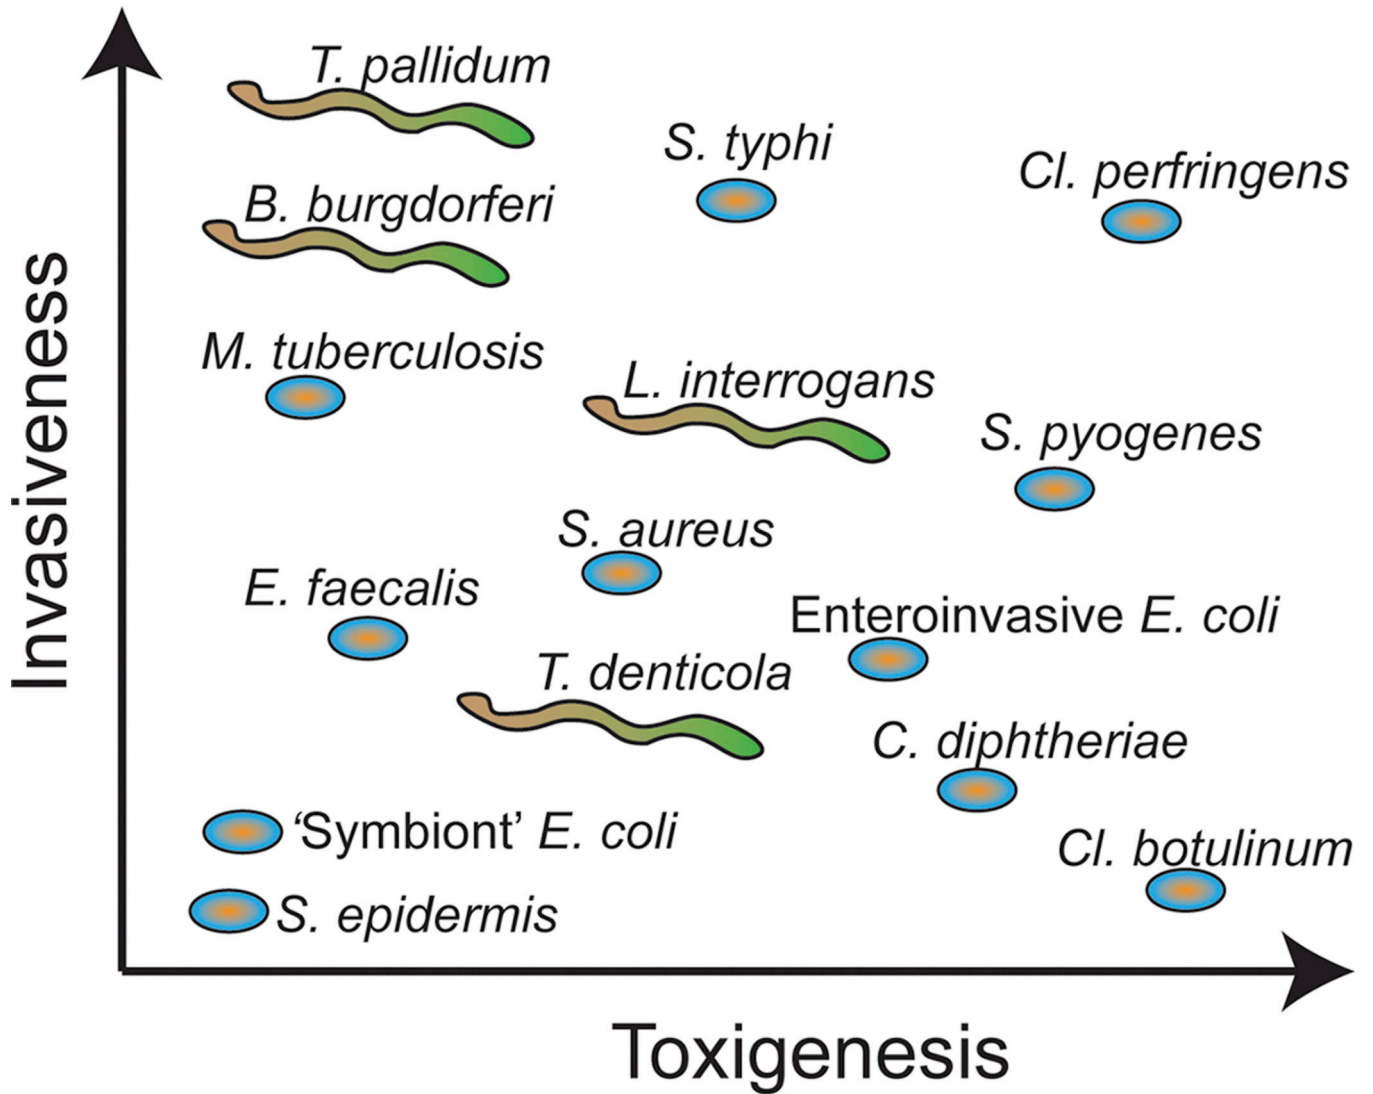 T. pallidum
S. typhi
Cl. perfringens
B. burgdorferi
M. tuberculosis
L. interrogans
S. pyogenes
S. aureus
E. faecalis
Enteroinvasive E. coli
T. denticola
C. diphtheriae
‘Symbiont’ E. coli
Cl. botulinum
S. epidermis
Invasiveness
Toxigenesis